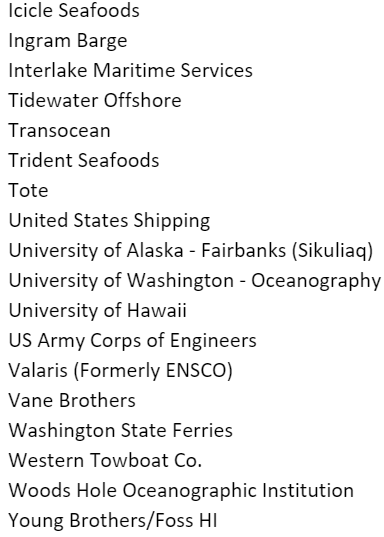 Icicle Seafoods
Ingram Barge
Interlake Maritime Services
Tidewater Offshore
Transocean
Trident Seafoods
Tote
United States Shipping
University of Alaska - Fairbanks (Sikuliaq)
University of Washington - Oceanography
University of Hawaii
US Army Corps of Engineers
Valaris (Formerly ENSCO)
Vane Brothers
Washington State Ferries
Western Towboat Co.
Woods Hole Oceanographic Institution
Young Brothers/Foss HI